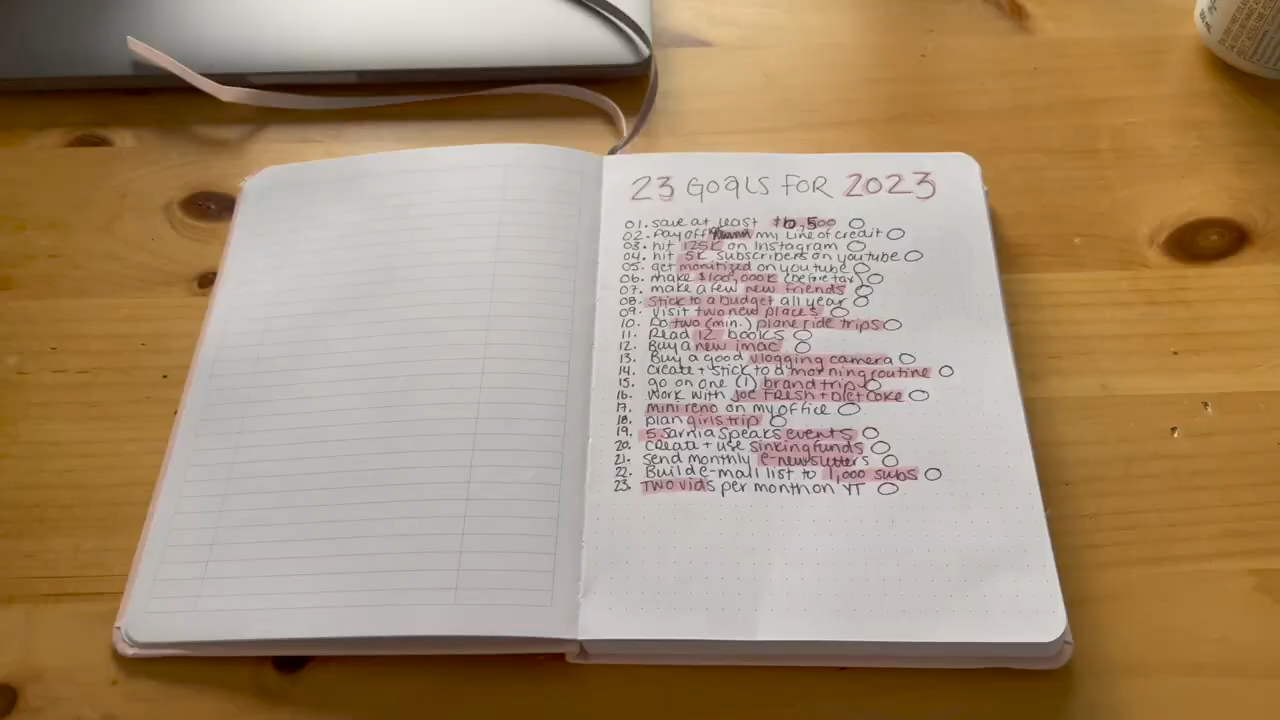 23 GOALS FOR 2023
01. save at least
02. Pay off my line of credit
03. hit 125K on Instagram
04. hit 5K subscribers on youtube
05. get monitized on youtube
06. make $100,000K (before tax)
07. make a few new friends
08. Stick to a budget all year
09. Visit two new places
10. Do two (min.) plane ride trips
11. Read 12 books
12. Buy a new imac
13. Buy a good vlogging camera
14. Create + stick to a morning routine
15. go on one (1) brand trip
16. Work with JOE FRESH + DIET COKE
17. mini reno on my office
18. plan girls trip
19. 5 Sarnia Speaks events
20. Create + use sinking funds
21. Send monthly e-newsletters
22. Build e-mail list to 1,000 subs
23. TWO vids per month on YT